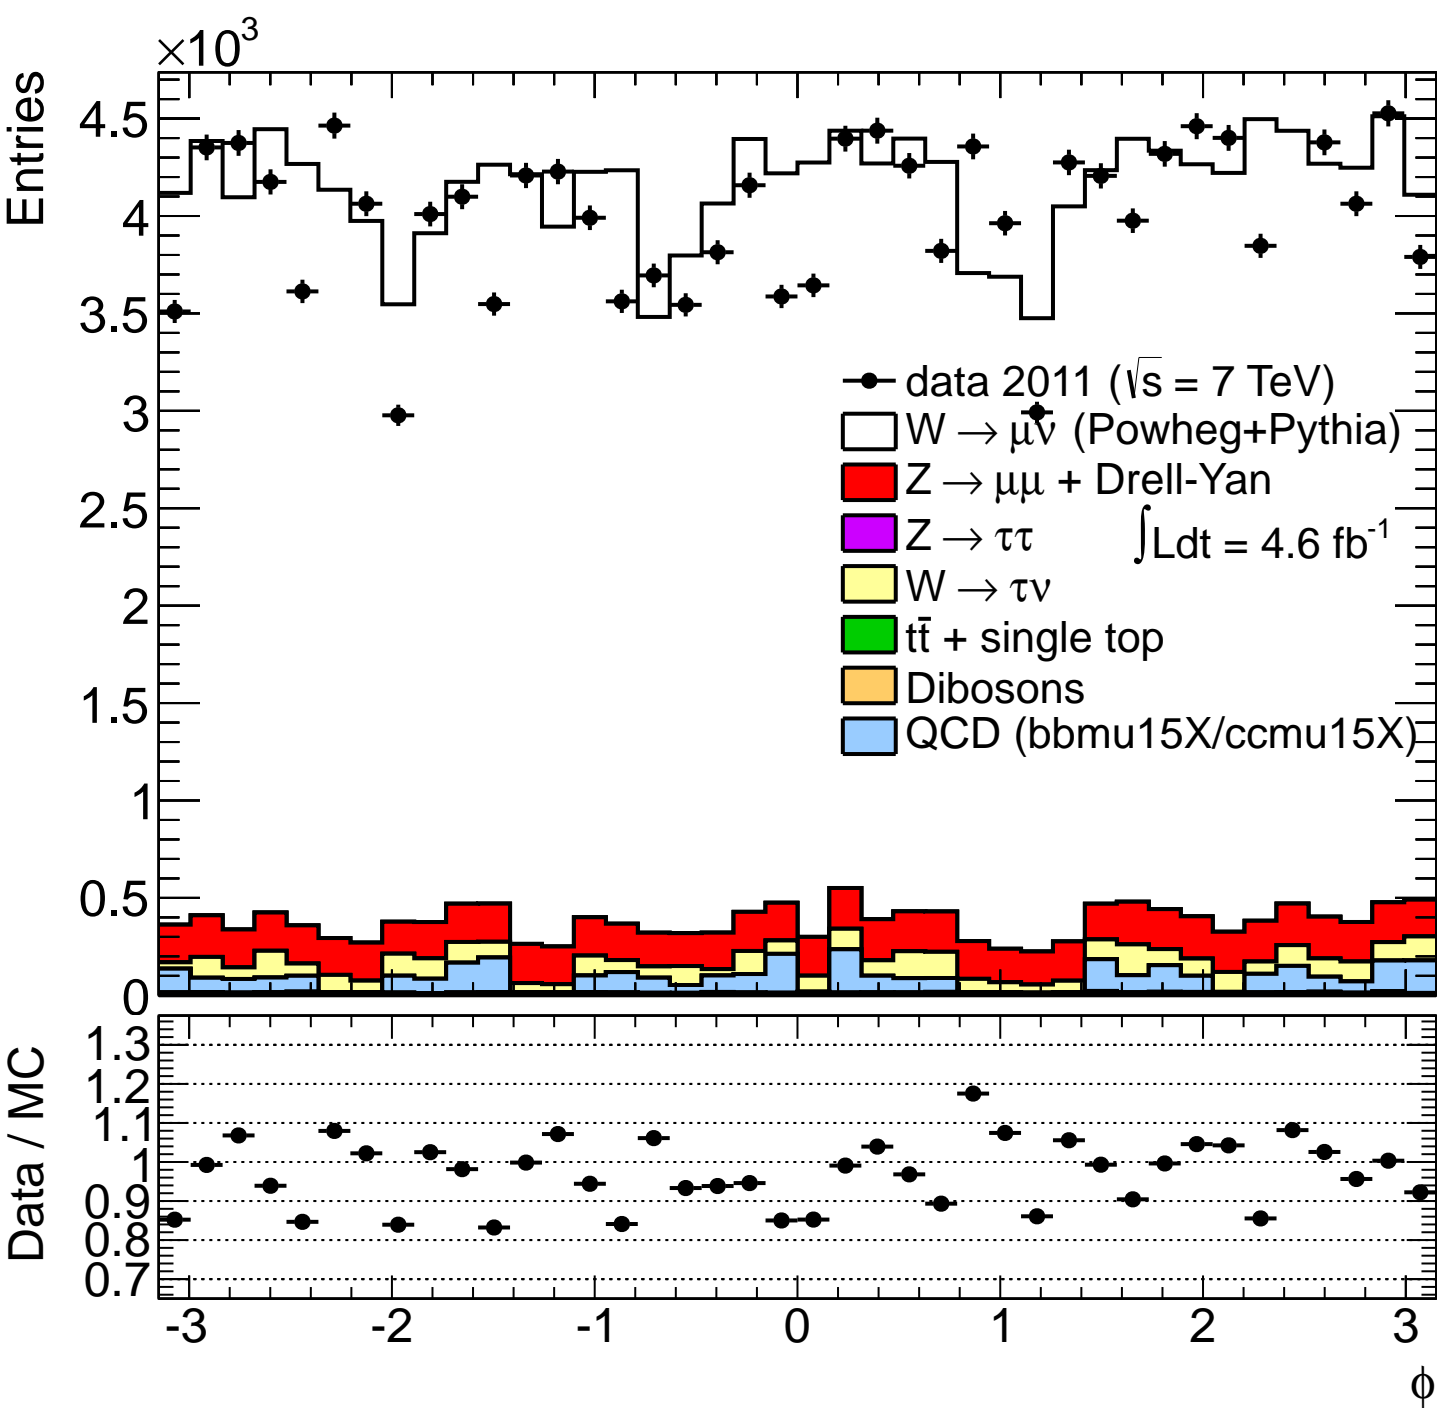 ×10³
Entries
4.5
4
3.5
3
2.5
2
1.5
1
0.5
0
data 2011 (√s = 7 TeV)
W → μν (Powheg+Pythia)
Z → μμ + Drell-Yan
Z → ττ
∫Ldt = 4.6 fb⁻¹
W → τν
tt̄ + single top
Dibosons
QCD (bbmu15X/ccmu15X)
Data / MC
1.3
1.2
1.1
1
0.9
0.8
0.7
-3 -2 -1 0 1 2 3
ϕ